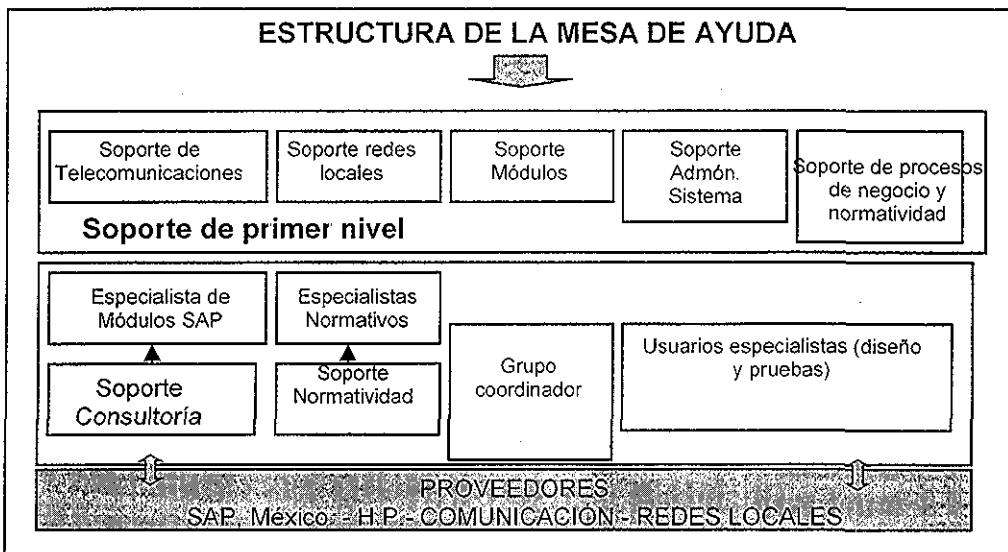 ESTRUCTURA DE LA MESA DE AYUDA
Soporte de
Telecomunicaciones
Soporte redes
locales
Soporte
Módulos
Soporte
Admón.
Sistema
Soporte de procesos
de negocio y
normatividad
Soporte de primer nivel
Especialista de
Módulos SAP
Especialistas
Normativos
Soporte
Consultoría
Soporte
Normatividad
Grupo
coordinador
Usuarios especialistas (diseño
y pruebas)
PROVEEDORES
SAP, México - H.P.- COMUNICACIÓN - REDES LOCALES